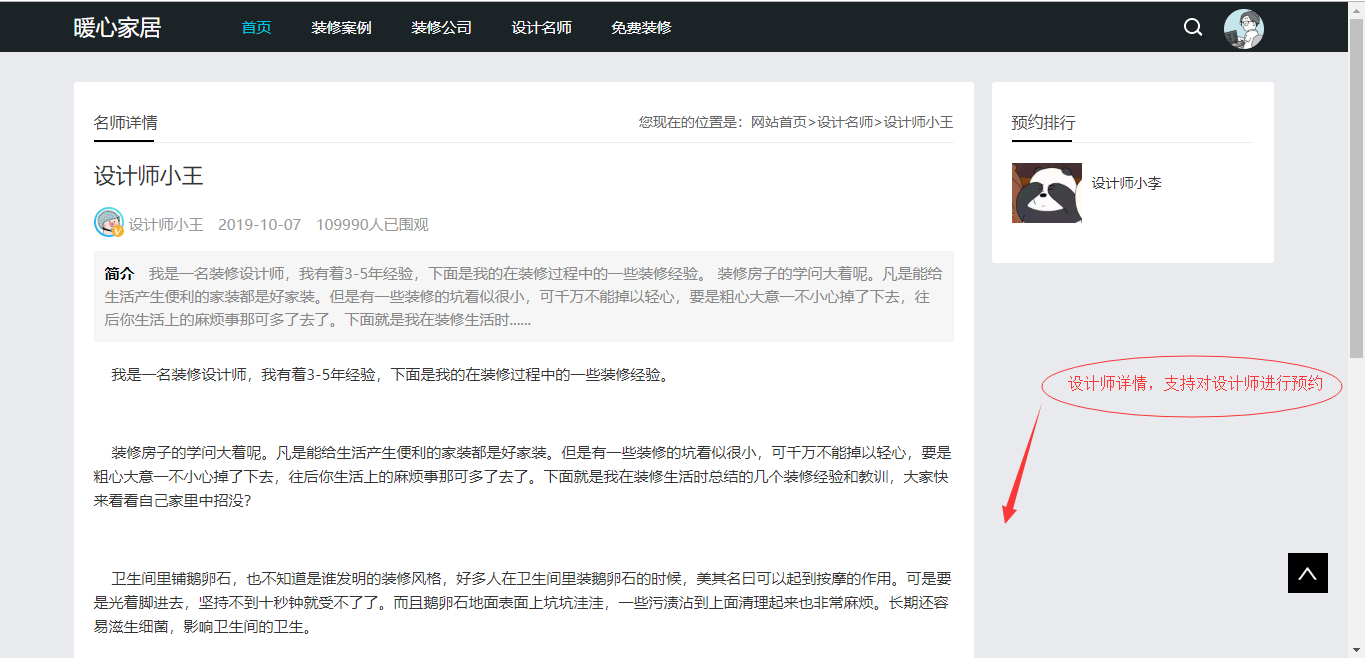 暖心家居 首页 装修案例 装修公司 设计名师 免费装修
名师详情 您现在的位置是：网站首页>设计名师>设计师小王
设计师小王
设计师小王 2019-10-07 109990人已围观
简介 我是一名装修设计师，我有着3-5年经验，下面是我的在装修过程中的一些装修经验。 装修房子的学问大着呢。凡是能给
生活产生便利的家装都是好家装。但是有一些装修的坑看似很小，可千万不能掉以轻心，要是粗心大意一不小心掉了下去，往
后你生活上的麻烦事那可多了去了。下面就是我在装修生活时......
我是一名装修设计师，我有着3-5年经验，下面是我的在装修过程中的一些装修经验。
装修房子的学问大着呢。凡是能给生活产生便利的家装都是好家装。但是有一些装修的坑看似很小，可千万不能掉以轻心，要是
粗心大意一不小心掉了下去，往后你生活上的麻烦事那可多了去了。下面就是我在装修生活时总结的几个装修经验和教训，大家快
来看看自己家里中招没？
卫生间里铺鹅卵石，也不知道是谁发明的装修风格，好多人在卫生间里装鹅卵石的时候，美其名曰可以起到按摩的作用。可是要
是光着脚进去，坚持不到十秒钟就受不了了。而且鹅卵石地面表面上坑坑洼洼，一些污渍沾到上面清理起来也非常麻烦。长期还容
易滋生细菌，影响卫生间的卫生。
预约排行
设计师小李
设计师详情，支持对设计师进行预约